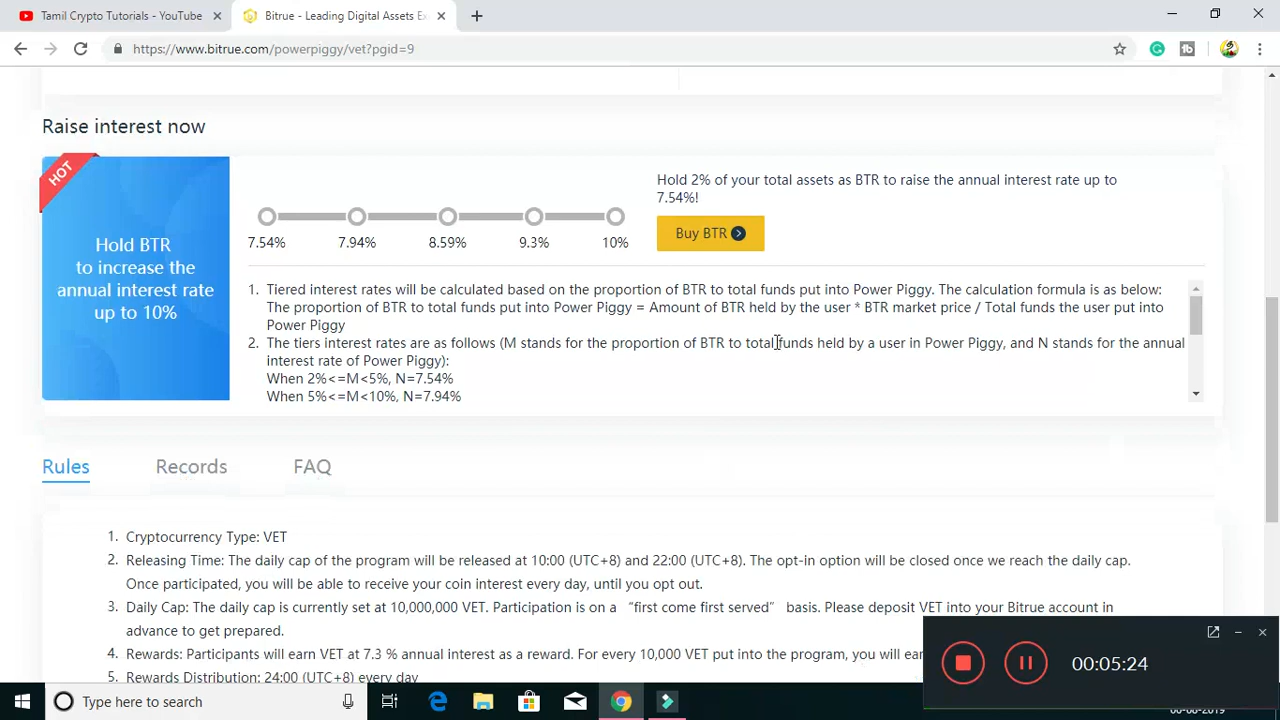 Tamil Crypto Tutorials - YouTube
Bitrue - Leading Digital Assets Ex
https://www.bitrue.com/powerpiggy/vet?pgid=9
Raise interest now
HOT
Hold BTR
to increase the
annual interest rate
up to 10%
7.54% 7.94% 8.59% 9.3% 10%
Hold 2% of your total assets as BTR to raise the annual interest rate up to
7.54%!
Buy BTR
1. Tiered interest rates will be calculated based on the proportion of BTR to total funds put into Power Piggy. The calculation formula is as below:
The proportion of BTR to total funds put into Power Piggy = Amount of BTR held by the user * BTR market price / Total funds the user put into
Power Piggy
2. The tiers interest rates are as follows (M stands for the proportion of BTR to total funds held by a user in Power Piggy, and N stands for the annual
interest rate of Power Piggy):
When 2%<=M<5%, N=7.54%
When 5%<=M<10%, N=7.94%
Rules Records FAQ
1. Cryptocurrency Type: VET
2. Releasing Time: The daily cap of the program will be released at 10:00 (UTC+8) and 22:00 (UTC+8). The opt-in option will be closed once we reach the daily cap.
Once participated, you will be able to receive your coin interest every day, until you opt out.
3. Daily Cap: The daily cap is currently set at 10,000,000 VET. Participation is on a “first come first served” basis. Please deposit VET into your Bitrue account in
advance to get prepared.
4. Rewards: Participants will earn VET at 7.3 % annual interest as a reward. For every 10,000 VET put into the program, you will ea
5. Rewards Distribution: 24:00 (UTC+8) every day
00:05:24
Type here to search